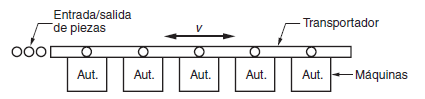 Entrada/salida
de piezas
v
Transportador
Aut.
Aut.
Aut.
Aut.
Aut.
Máquinas